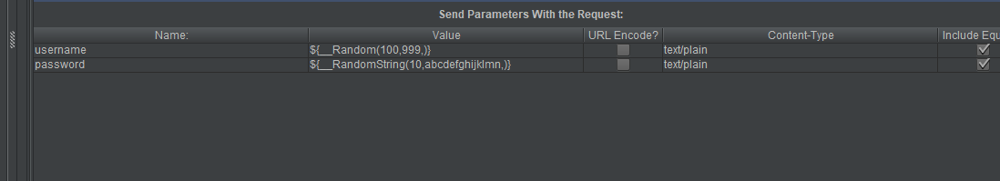 Send Parameters With the Request:
Name: Value URL Encode? Content-Type Include Equ
username ${__Random(100,999,)} text/plain
password ${__RandomString(10,abcdefghijklmn,)} text/plain